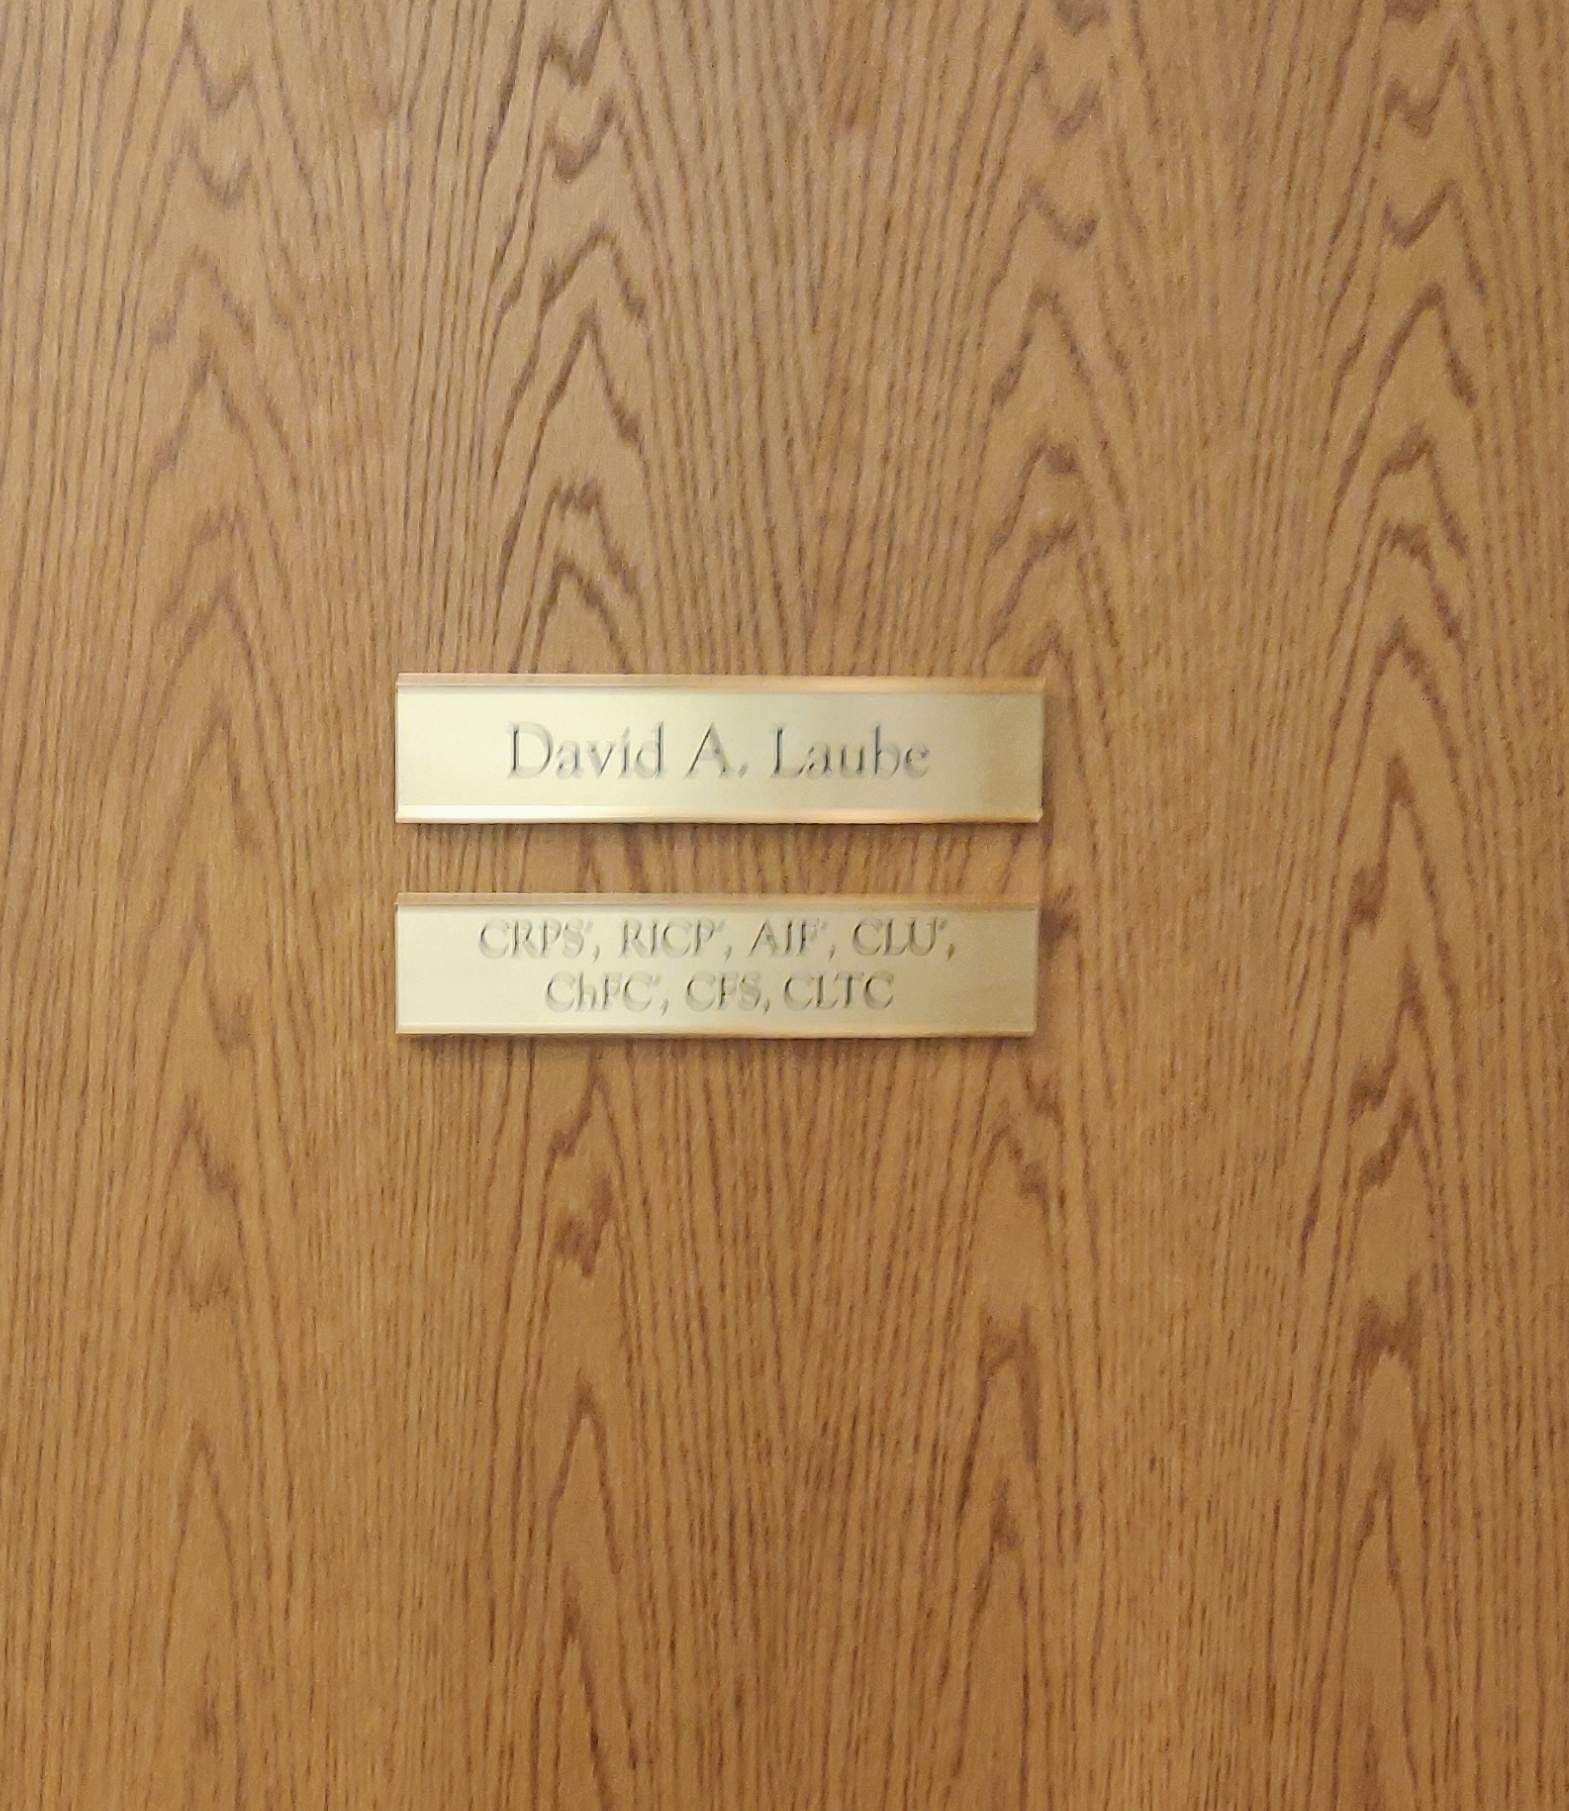 David A. Laube
CRPS®, RICP®, AIF®, CLU®,
ChFC®, CFS, CLTC